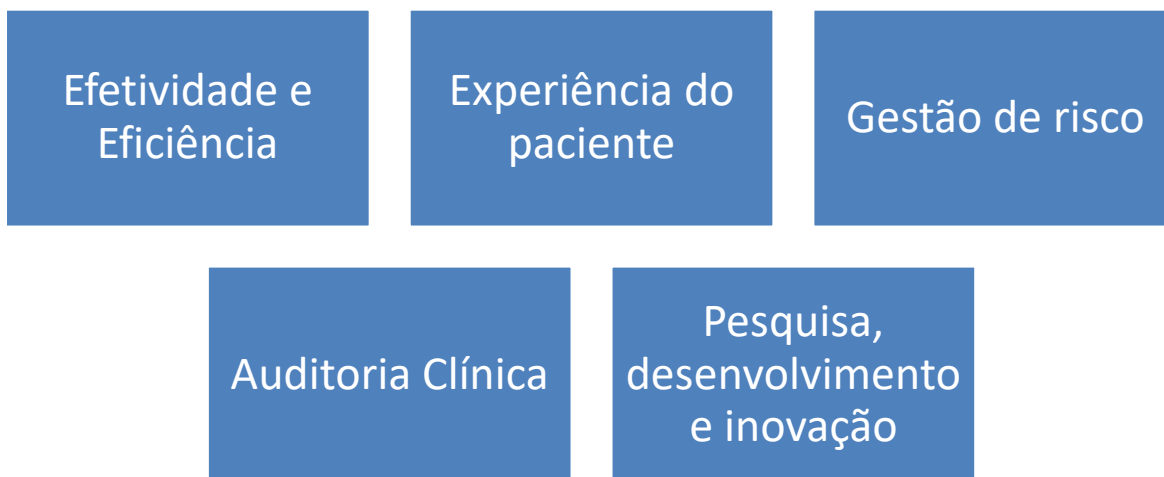 Efetividade e
Eficiência
Experiência do
paciente
Gestão de risco
Auditoria Clínica
Pesquisa,
desenvolvimento
e inovação